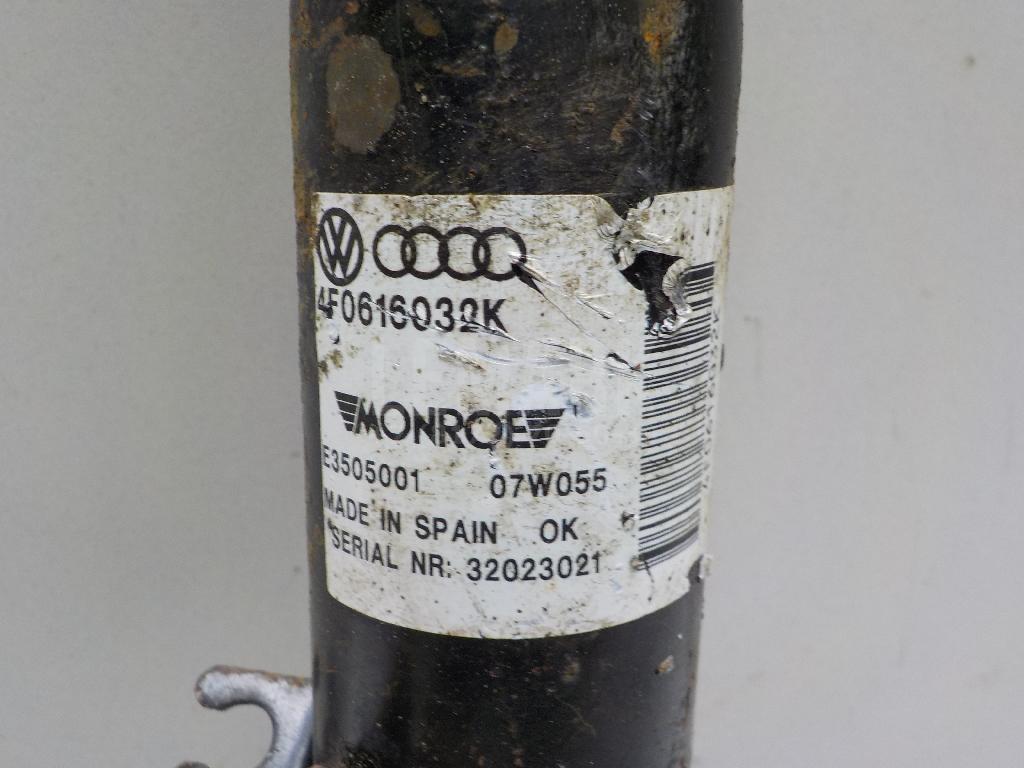 4F0616032K
MONROE
E3505001 07W055
MADE IN SPAIN OK
SERIAL NR: 32023021